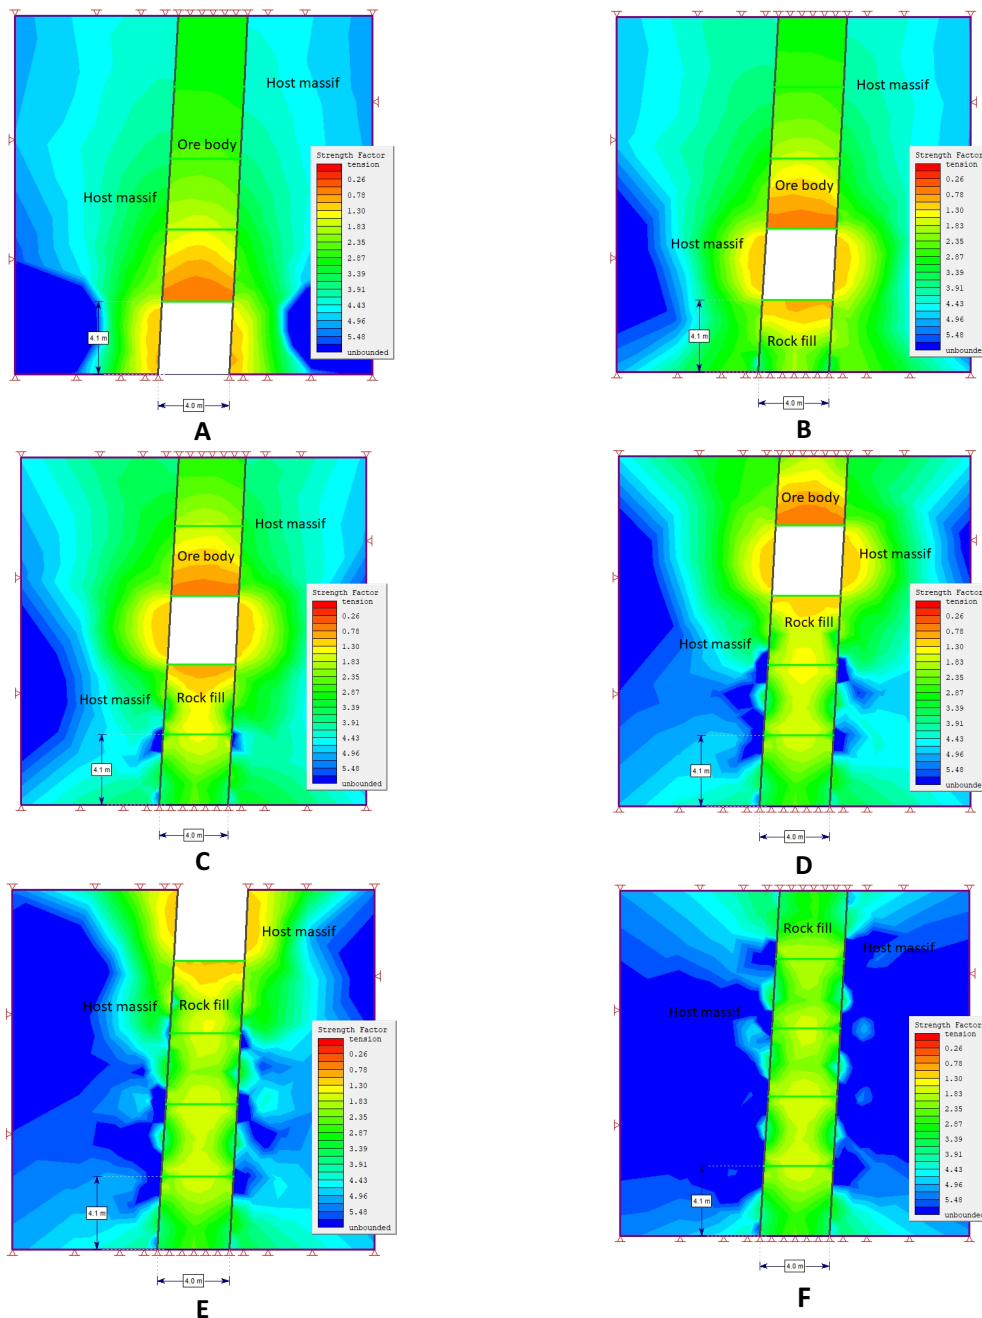 Host massif
Ore body
Host massif
Strength Factor
tension
0.26
0.78
1.30
1.83
2.35
2.87
3.39
3.91
4.43
4.96
5.48
unbounded
4.1 m
4.0 m
A
Host massif
Ore body
Host massif
Rock fill
Strength Factor
tension
0.26
0.78
1.30
1.83
2.35
2.87
3.39
3.91
4.43
4.96
5.48
unbounded
4.1 m
4.0 m
B
Host massif
Ore body
Host massif
Rock fill
Strength Factor
tension
0.26
0.78
1.30
1.83
2.35
2.87
3.39
3.91
4.43
4.96
5.48
unbounded
4.1 m
4.0 m
C
Ore body
Host massif
Rock fill
Host massif
Strength Factor
tension
0.26
0.78
1.30
1.83
2.35
2.87
3.39
3.91
4.43
4.96
5.48
unbounded
4.1 m
4.0 m
D
Host massif
Host massif
Rock fill
Strength Factor
tension
0.26
0.78
1.30
1.83
2.35
2.87
3.39
3.91
4.43
4.96
5.48
unbounded
4.1 m
4.0 m
E
Rock fill
Host massif
Host massif
Strength Factor
tension
0.26
0.78
1.30
1.83
2.35
2.87
3.39
3.91
4.43
4.96
5.48
unbounded
4.1 m
4.0 m
F